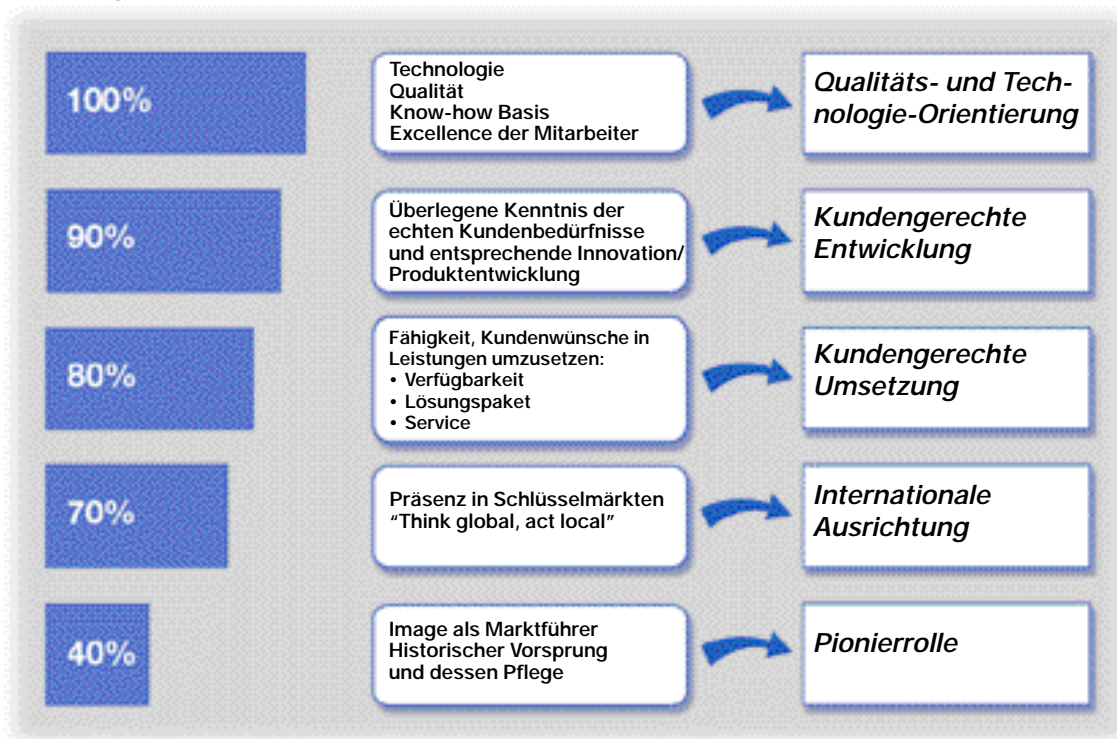 100%
Technologie
Qualität
Know-how Basis
Excellence der Mitarbeiter
Qualitäts- und Tech-
nologie-Orientierung
90%
Überlegene Kenntnis der
echten Kundenbedürfnisse
und entsprechende Innovation/
Produktentwicklung
Kundengerechte
Entwicklung
80%
Fähigkeit, Kundenwünsche in
Leistungen umzusetzen:
• Verfügbarkeit
• Lösungspaket
• Service
Kundengerechte
Umsetzung
70%
Präsenz in Schlüsselmärkten
“Think global, act local”
Internationale
Ausrichtung
40%
Image als Marktführer
Historischer Vorsprung
und dessen Pflege
Pionierrolle